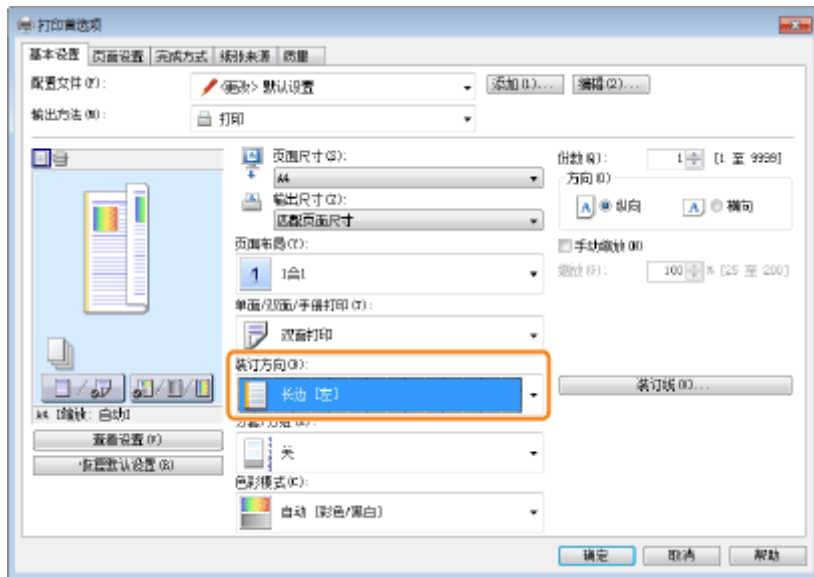 打印首选项
基本设置 页面设置 完成方式 纸张来源 质量
配置文件(F): <更改> 默认设置 添加(1)... 编辑(2)...
输出方法(M): 打印
页面尺寸(S): 份数(Q): 1 [1 至 9999]
A4 方向(O)
输出尺寸(Z): A 纵向 A 横向
匹配页面尺寸
页面布局(Y): 手动缩放(N)
1 1合1 缩放(G): 100 % [25 至 200]
单面/双面/手册打印(T):
双面打印
装订方向(B):
长边 [左] 装订线(X)...
A4 [缩放: 自动]
查看设置(V)
关
恢复默认设置(R)
色彩模式(C):
自动 [彩色/黑白]
确定 取消 帮助